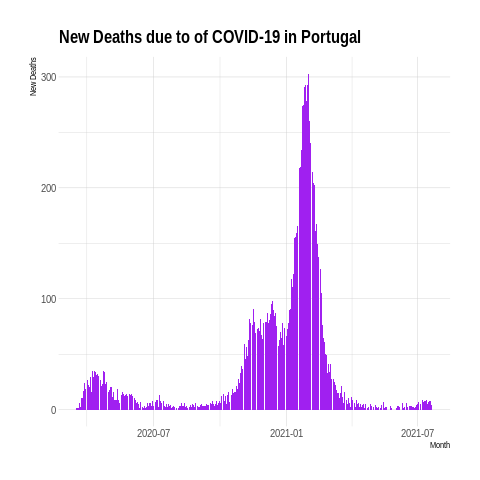 New Deaths due to of COVID-19 in Portugal
New Deaths
300
200
100
0
2020-07
2021-01
2021-07
Month